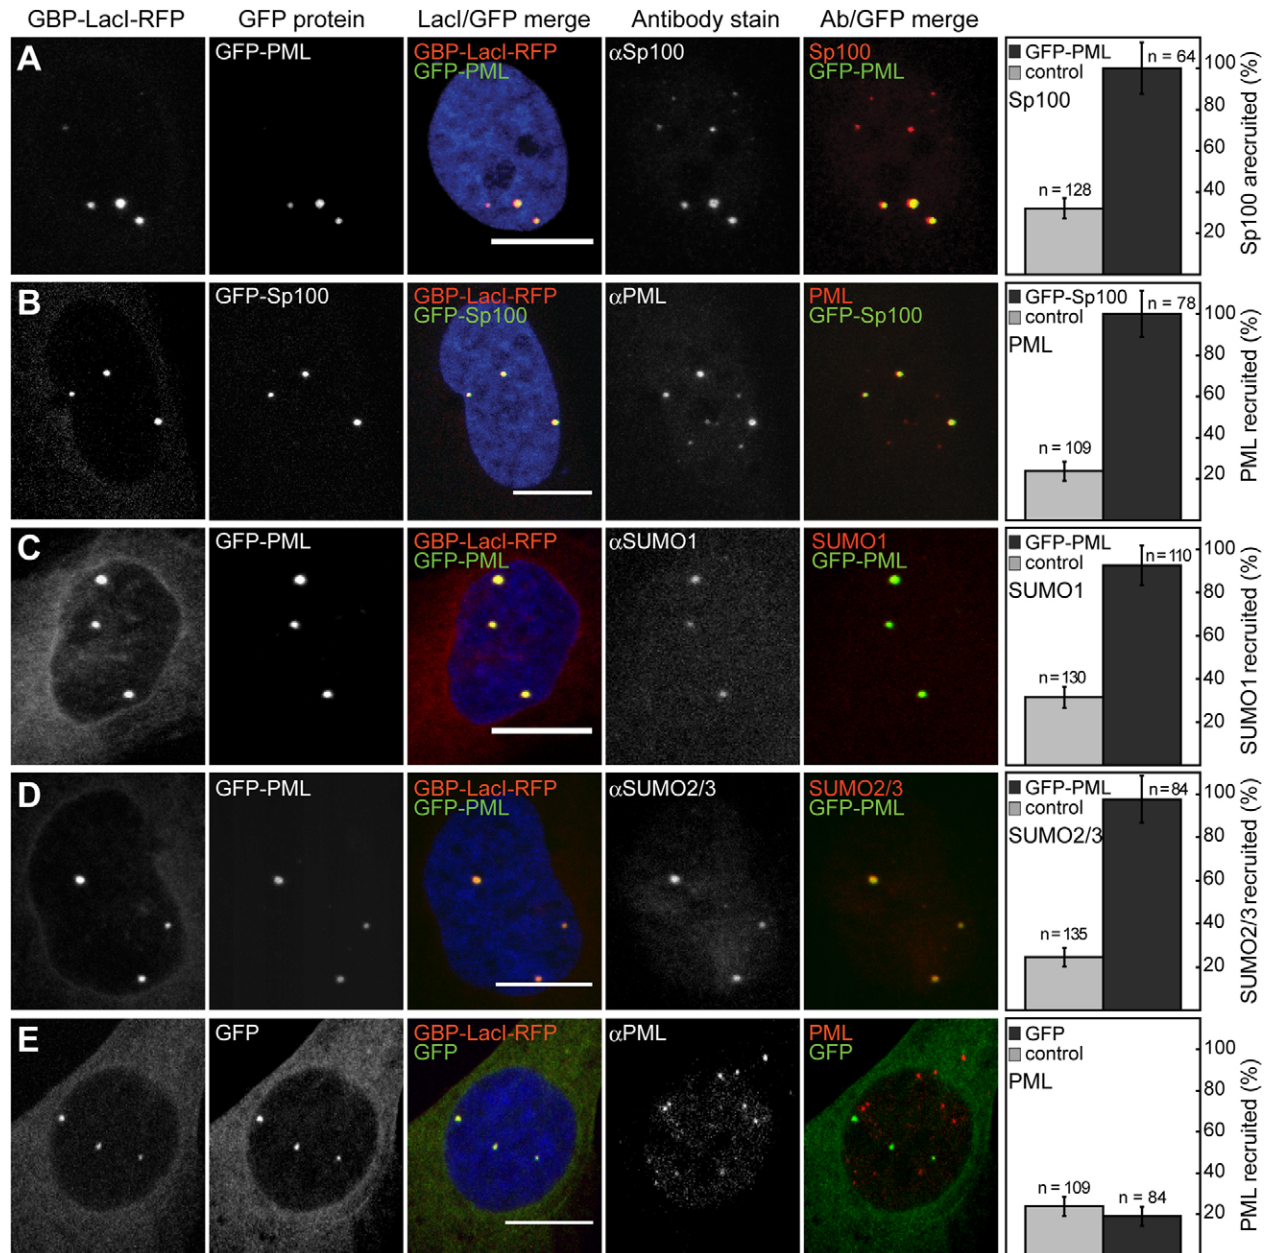 GBP-LacI-RFP GFP protein LacI/GFP merge Antibody stain Ab/GFP merge
A
GFP-PML
GBP-LacI-RFP
GFP-PML
αSp100
Sp100
GFP-PML
GFP-PML
control
Sp100
n = 128
n = 64
100
80
60
40
20
Sp100 arecruited (%)
B
GFP-Sp100
GBP-LacI-RFP
GFP-Sp100
αPML
PML
GFP-Sp100
GFP-Sp100
control
PML
n = 109
n = 78
100
80
60
40
20
PML recruited (%)
C
GFP-PML
GBP-LacI-RFP
GFP-PML
αSUMO1
SUMO1
GFP-PML
GFP-PML
control
SUMO1
n=130
n=110
100
80
60
40
20
SUMO1 recruited (%)
D
GFP-PML
GBP-LacI-RFP
GFP-PML
αSUMO2/3
SUMO2/3
GFP-PML
GFP-PML
control
SUMO2/3
n=135
n=84
100
80
60
40
20
SUMO2/3 recruited (%)
E
GFP
GBP-LacI-RFP
GFP
αPML
PML
GFP
GFP
control
PML
n = 109
n = 84
100
80
60
40
20
PML recruited (%)